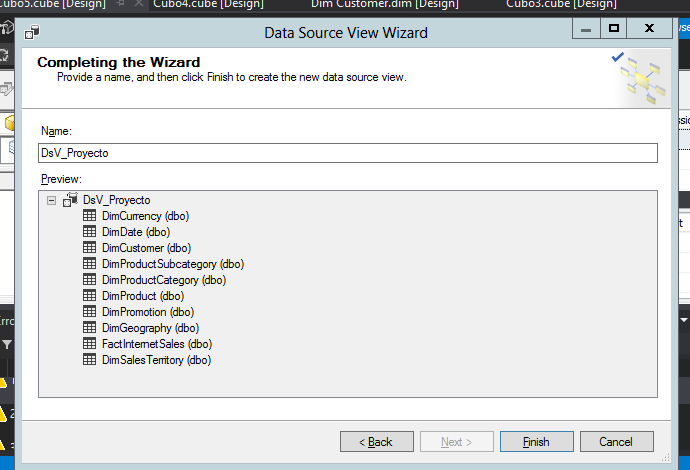 Cubo5.cube [Design]
Cubo4.cube [Design]
Dim Customer.dim [Design]
Cubo3.cube [Design]
Data Source View Wizard
Completing the Wizard
Provide a name, and then click Finish to create the new data source view.
Name:
DsV_Proyecto
Preview:
DsV_Proyecto
DimCurrency (dbo)
DimDate (dbo)
DimCustomer (dbo)
DimProductSubcategory (dbo)
DimProductCategory (dbo)
DimProduct (dbo)
DimPromotion (dbo)
DimGeography (dbo)
FactInternetSales (dbo)
DimSalesTerritory (dbo)
< Back
Next >
Finish
Cancel